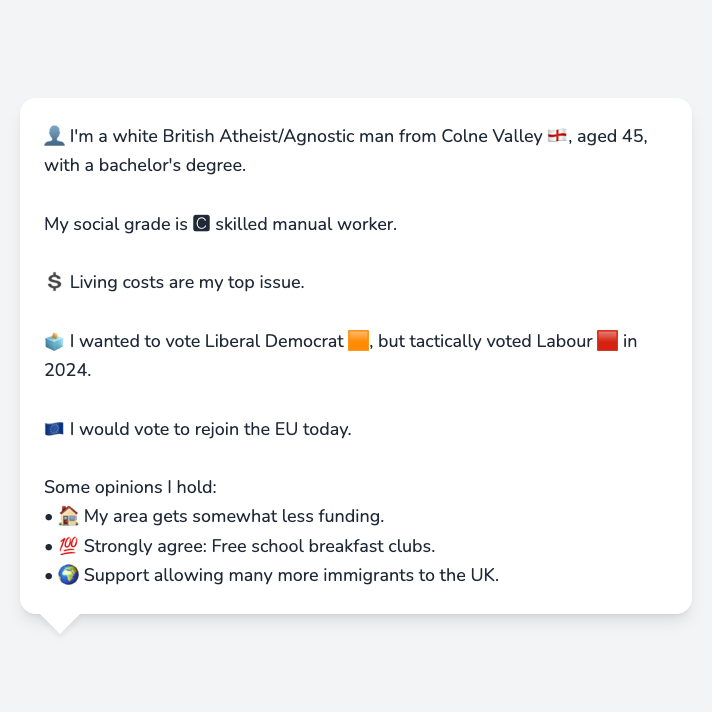 👤 I'm a white British Atheist/Agnostic man from Colne Valley 🏴󠁧󠁢󠁥󠁮󠁧󠁿, aged 45,
with a bachelor's degree.
My social grade is 🅲 skilled manual worker.
💲 Living costs are my top issue.
🗳️ I wanted to vote Liberal Democrat 🟧, but tactically voted Labour 🟥 in
2024.
🇪🇺 I would vote to rejoin the EU today.
Some opinions I hold:
• 🏠 My area gets somewhat less funding.
• 💯 Strongly agree: Free school breakfast clubs.
• 🌍 Support allowing many more immigrants to the UK.